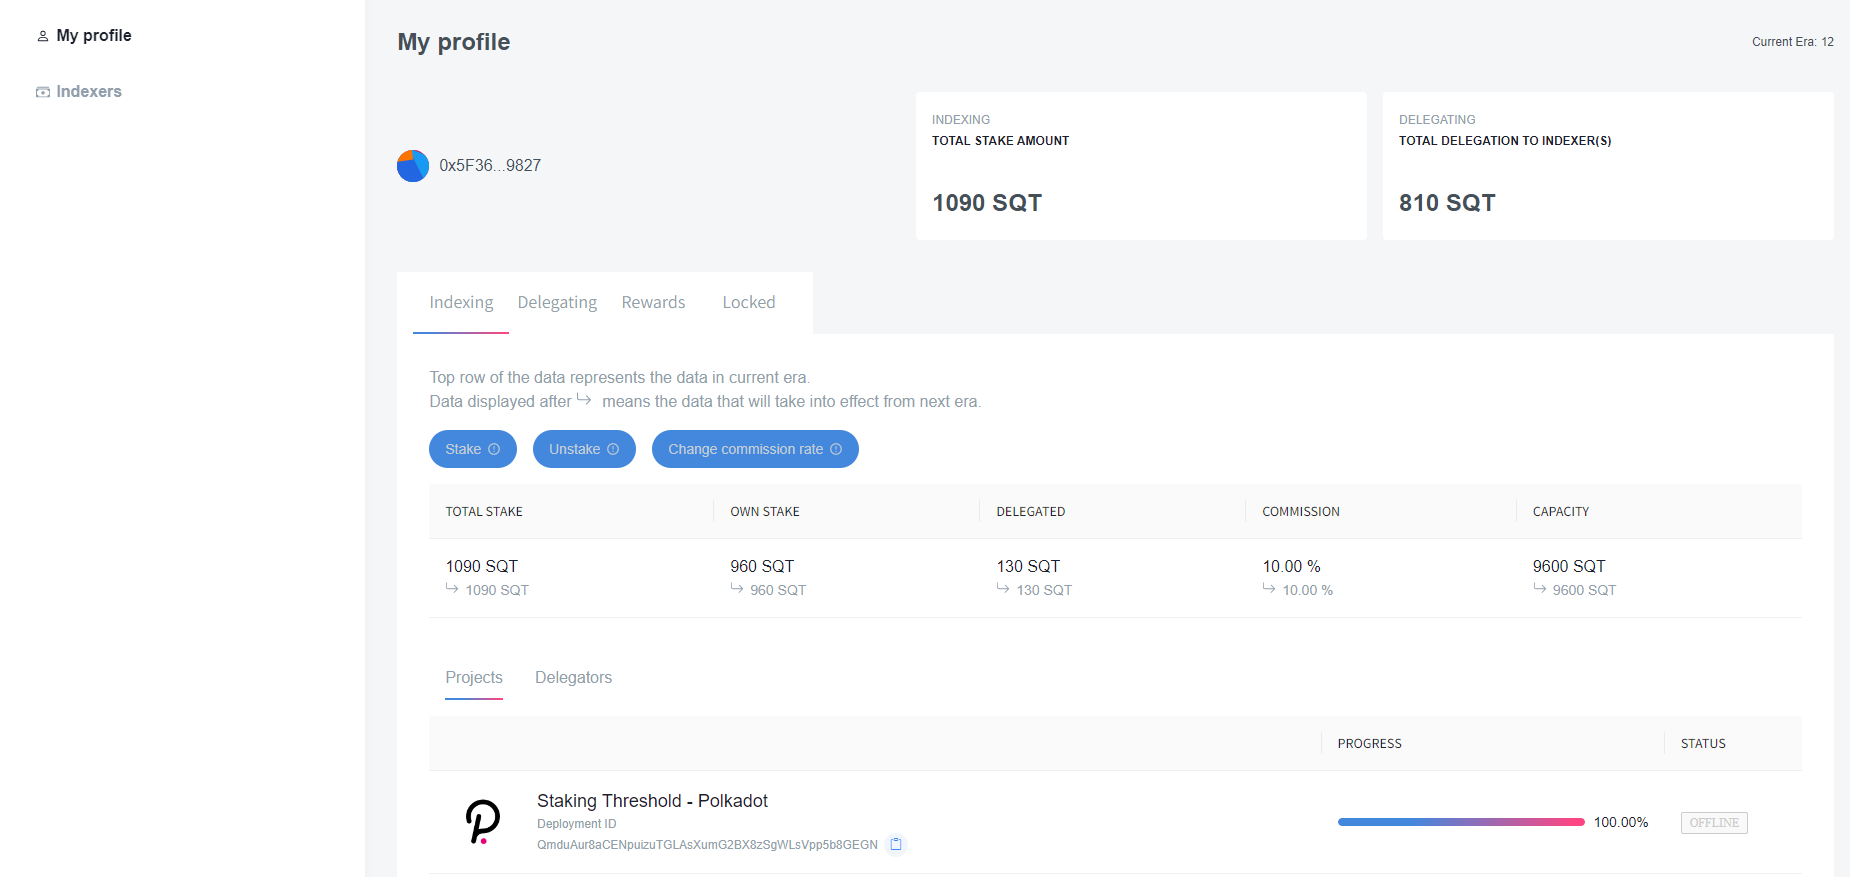 My profile
Indexers
My profile
Current Era: 12
0x5F36...9827
INDEXING
TOTAL STAKE AMOUNT
1090 SQT
DELEGATING
TOTAL DELEGATION TO INDEXER(S)
810 SQT
Indexing Delegating Rewards Locked
Top row of the data represents the data in current era.
Data displayed after ↪ means the data that will take into effect from next era.
Stake Unstake Change commission rate
TOTAL STAKE OWN STAKE DELEGATED COMMISSION CAPACITY
1090 SQT 960 SQT 130 SQT 10.00 % 9600 SQT
1090 SQT 960 SQT 130 SQT 10.00 % 9600 SQT
Projects Delegators
PROGRESS STATUS
Staking Threshold - Polkadot
Deployment ID
QmduAur8aCENpuizuTGLAsXumG2BX8zSgWLsVpp5b8GEGN
100.00%
OFFLINE